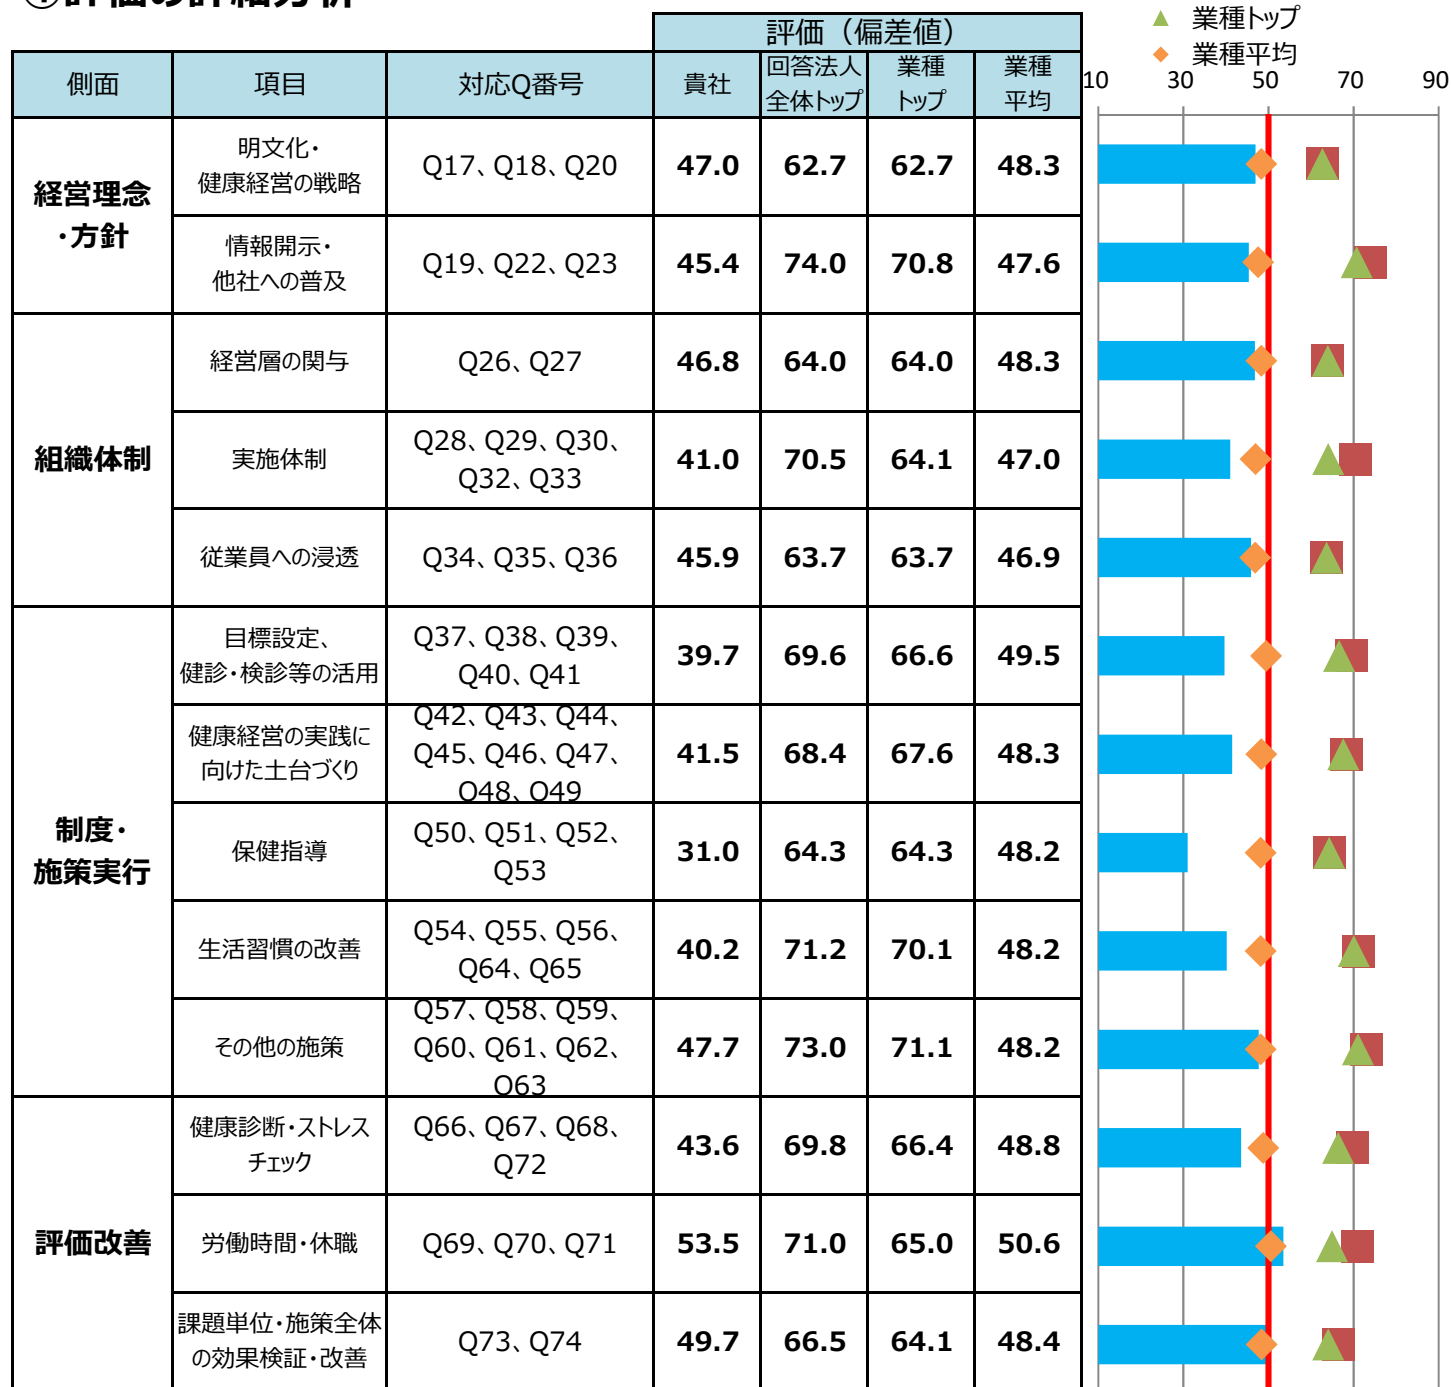 ①評価の詳細分析
業種トップ
業種平均
評価（偏差値）
側面 項目 対応Q番号 貴社 回答法人全体トップ 業種トップ 業種平均
10 30 50 70 90
経営理念・方針
明文化・健康経営の戦略 Q17、Q18、Q20 47.0 62.7 62.7 48.3
情報開示・他社への普及 Q19、Q22、Q23 45.4 74.0 70.8 47.6
組織体制
経営層の関与 Q26、Q27 46.8 64.0 64.0 48.3
実施体制 Q28、Q29、Q30、Q32、Q33 41.0 70.5 64.1 47.0
従業員への浸透 Q34、Q35、Q36 45.9 63.7 63.7 46.9
制度・施策実行
目標設定、健診・検診等の活用 Q37、Q38、Q39、Q40、Q41 39.7 69.6 66.6 49.5
健康経営の実践に向けた土台づくり Q42、Q43、Q44、Q45、Q46、Q47、Q48、Q49 41.5 68.4 67.6 48.3
保健指導 Q50、Q51、Q52、Q53 31.0 64.3 64.3 48.2
生活習慣の改善 Q54、Q55、Q56、Q64、Q65 40.2 71.2 70.1 48.2
その他の施策 Q57、Q58、Q59、Q60、Q61、Q62、Q63 47.7 73.0 71.1 48.2
評価改善
健康診断・ストレスチェック Q66、Q67、Q68、Q72 43.6 69.8 66.4 48.8
労働時間・休職 Q69、Q70、Q71 53.5 71.0 65.0 50.6
課題単位・施策全体の効果検証・改善 Q73、Q74 49.7 66.5 64.1 48.4